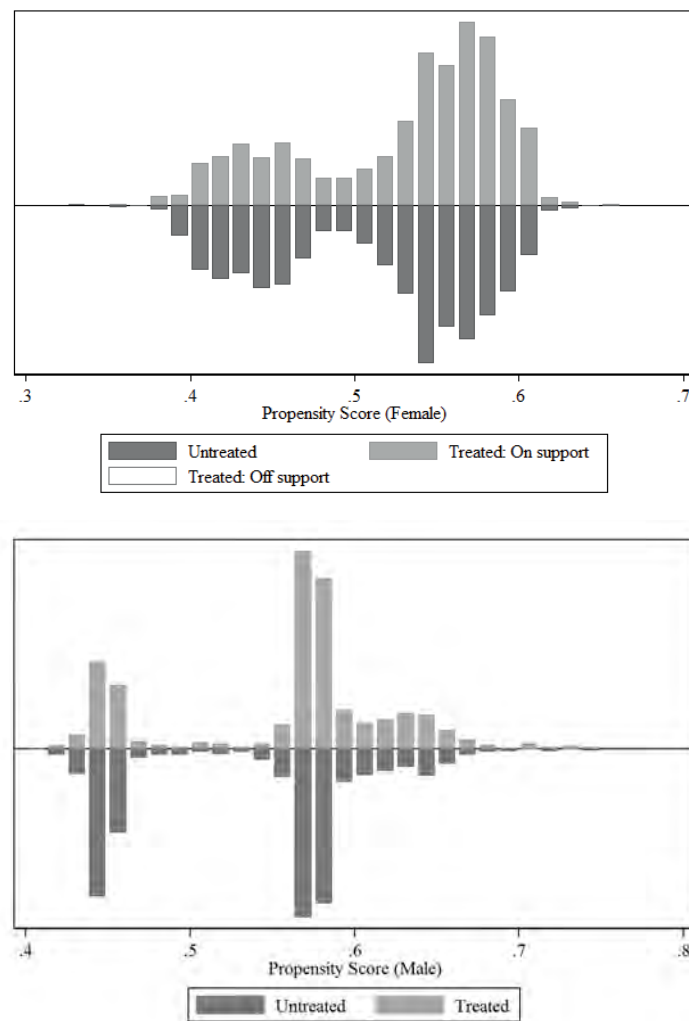 .3 .4 .5 .6 .7
Propensity Score (Female)
Untreated Treated: On support
Treated: Off support
.4 .5 .6 .7 .8
Propensity Score (Male)
Untreated Treated